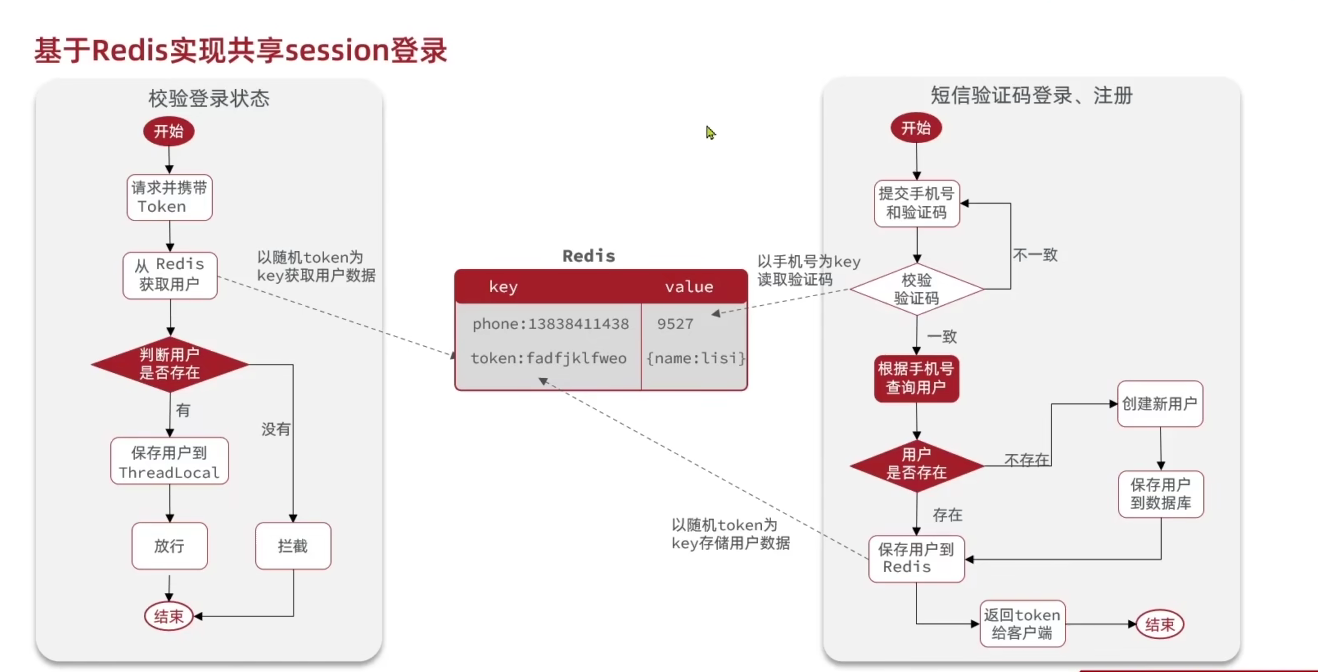 基于Redis实现共享session登录
校验登录状态
开始
请求并携带
Token
从 Redis
获取用户
以随机token为
key获取用户数据
判断用户
是否存在
有
没有
保存用户到
ThreadLocal
放行
拦截
结束
Redis
key
value
phone:13838411438
9527
token:fadfjklfweo
{name:lisi}
以随机token为
key存储用户数据
短信验证码登录、注册
开始
提交手机号
和验证码
不一致
以手机号为key
读取验证码
校验
验证码
一致
根据手机号
查询用户
用户
是否存在
不存在
创建新用户
保存用户
到数据库
存在
保存用户到
Redis
返回token
给客户端
结束